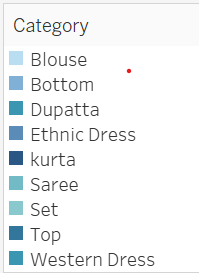 Category
Blouse
Bottom
Dupatta
Ethnic Dress
kurta
Saree
Set
Top
Western Dress